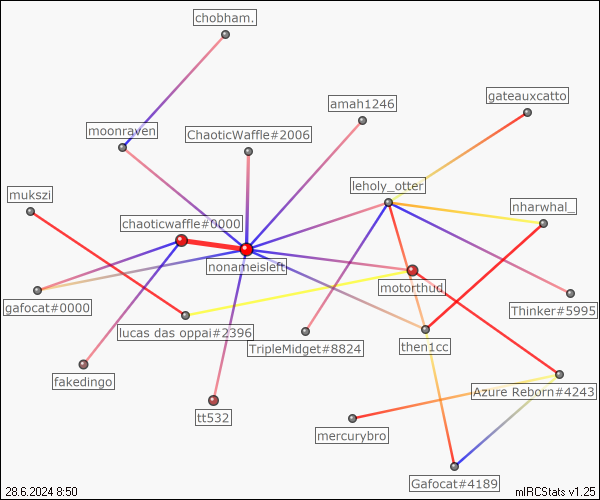 chobham.
gateauxcatto
amah1246
moonraven
ChaoticWaffle#2006
leholy_otter
mukszi
nharwhal_
chaoticwaffle#0000
nonameisleft
motorthud
gafocat#0000
Thinker#5995
lucas das oppai#2396
TripleMidget#8824
then1cc
fakedingo
Azure Reborn#4243
tt532
mercurybro
Gafocat#4189
28.6.2024 8:50
mIRCStats v1.25